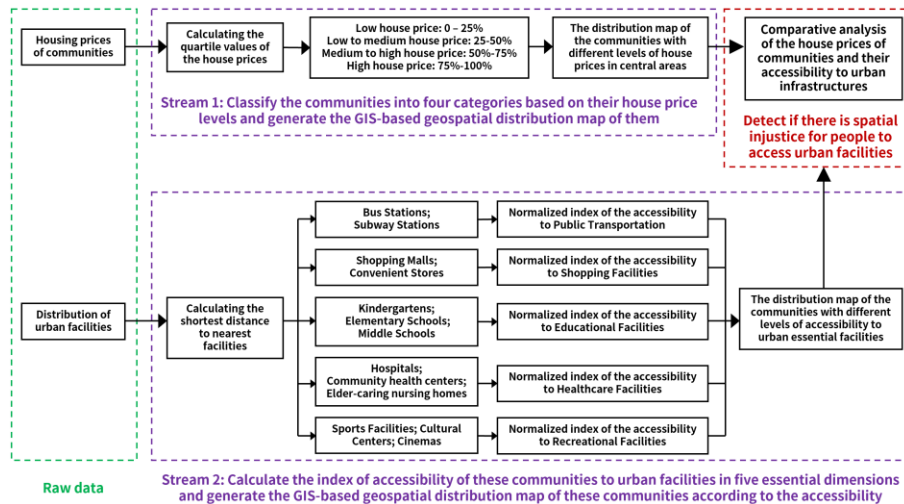 Housing prices
of communities
Calculating the
quartile values of
the house prices
Low house price: 0 – 25%
Low to medium house price: 25-50%
Medium to high house price: 50%-75%
High house price: 75%-100%
The distribution map of
the communities with
different levels of house
prices in central areas
Comparative analysis
of the house prices of
communities and their
accessibility to urban
infrastructures
Stream 1: Classify the communities into four categories based on their house price
levels and generate the GIS-based geospatial distribution map of them
Detect if there is spatial
injustice for people to
access urban facilities
Distribution of
urban facilities
Calculating the
shortest distance
to nearest
facilities
Bus Stations;
Subway Stations
Normalized index of the accessibility
to Public Transportation
Shopping Malls;
Convenient Stores
Normalized index of the accessibility
to Shopping Facilities
Kindergartens;
Elementary Schools;
Middle Schools
Normalized index of the accessibility
to Educational Facilities
Hospitals;
Community health centers;
Elder-caring nursing homes
Normalized index of the accessibility
to Healthcare Facilities
Sports Facilities; Cultural
Centers; Cinemas
Normalized index of the accessibility
to Recreational Facilities
The distribution map of the
communities with different
levels of accessibility to
urban essential facilities
Raw data
Stream 2: Calculate the index of accessibility of these communities to urban facilities in five essential dimensions
and generate the GIS-based geospatial distribution map of these communities according to the accessibility